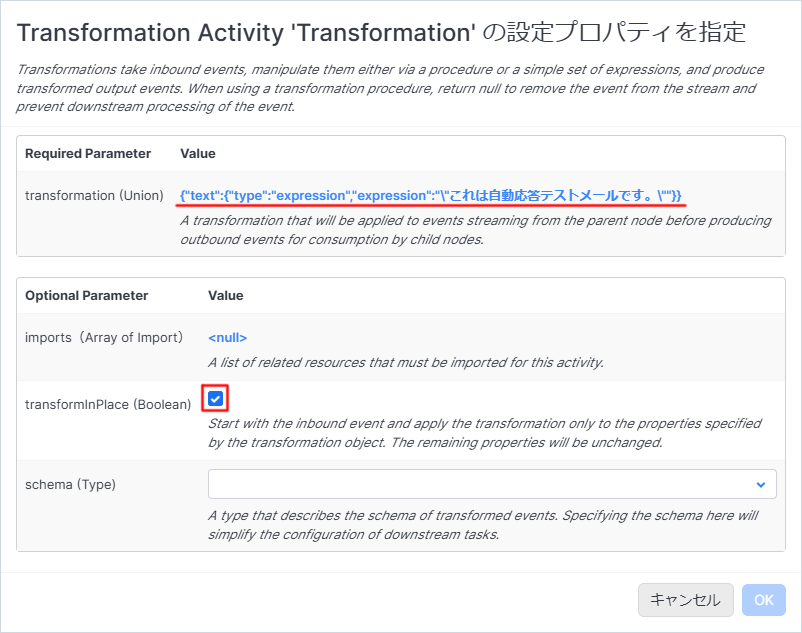 Transformation Activity 'Transformation' の設定プロパティを指定
Transformations take inbound events, manipulate them either via a procedure or a simple set of expressions, and produce
transformed output events. When using a transformation procedure, return null to remove the event from the stream and
prevent downstream processing of the event.
Required Parameter Value
transformation (Union) {"text":{"type":"expression","expression":"\"これは自動応答テストメールです。\""}}
A transformation that will be applied to events streaming from the parent node before producing
outbound events for consumption by child nodes.
Optional Parameter Value
imports（Array of Import） <null>
A list of related resources that must be imported for this activity.
transformInPlace (Boolean)
Start with the inbound event and apply the transformation only to the properties specified
by the transformation object. The remaining properties will be unchanged.
schema (Type)
A type that describes the schema of transformed events. Specifying the schema here will
simplify the configuration of downstream tasks.
キャンセル OK